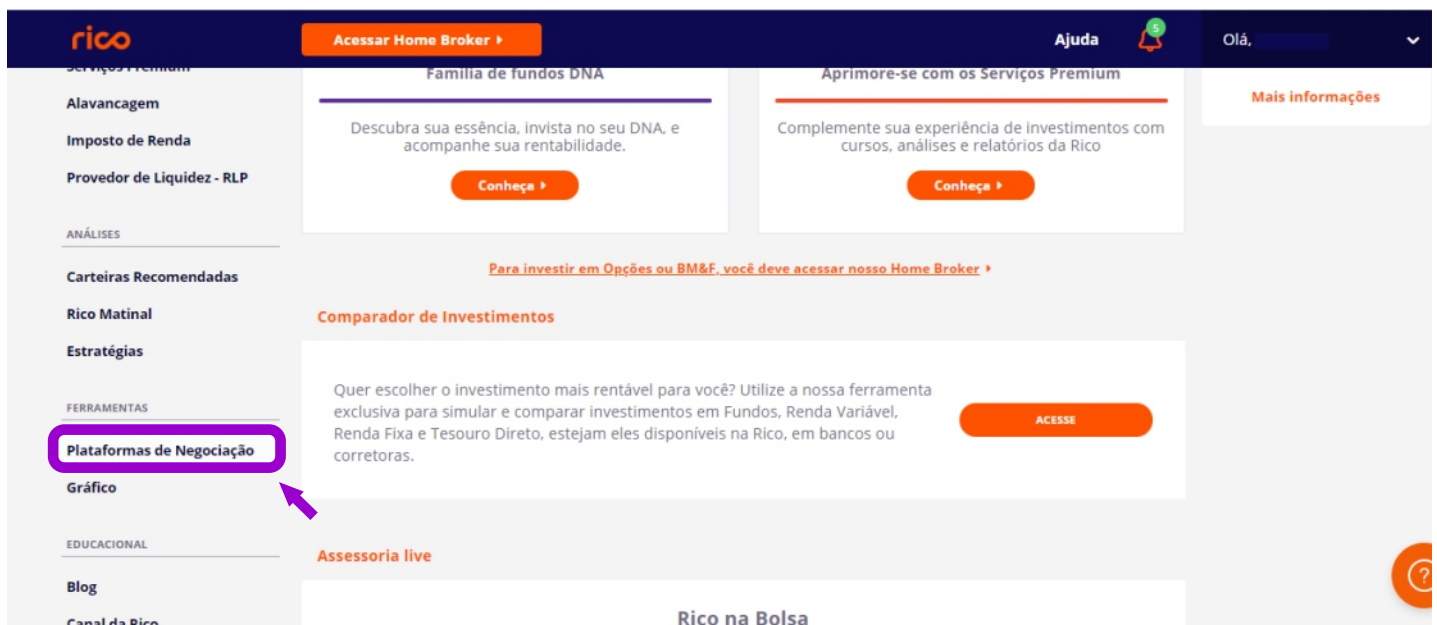 rico
Acessar Home Broker
Ajuda
5
Olá,
Serviços Premium
Alavancagem
Imposto de Renda
Provedor de Liquidez - RLP
ANÁLISES
Carteiras Recomendadas
Rico Matinal
Estratégias
FERRAMENTAS
Plataformas de Negociação
Gráfico
EDUCACIONAL
Blog
Canal da Rico
Família de fundos DNA
Descubra sua essência, invista no seu DNA, e
acompanhe sua rentabilidade.
Conheça
Aprimore-se com os Serviços Premium
Complemente sua experiência de investimentos com
cursos, análises e relatórios da Rico
Conheça
Mais informações
Para investir em Opções ou BM&F, você deve acessar nosso Home Broker
Comparador de Investimentos
Quer escolher o investimento mais rentável para você? Utilize a nossa ferramenta
exclusiva para simular e comparar investimentos em Fundos, Renda Variável,
Renda Fixa e Tesouro Direto, estejam eles disponíveis na Rico, em bancos ou
corretoras.
ACESSE
Assessoria live
Rico na Bolsa
?